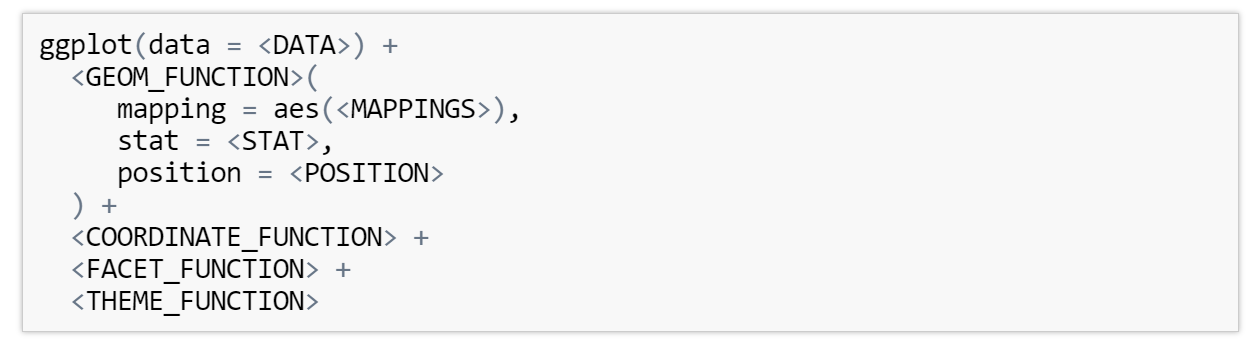 ggplot(data = <DATA>) +
  <GEOM_FUNCTION>(
     mapping = aes(<MAPPINGS>),
     stat = <STAT>,
     position = <POSITION>
  ) +
  <COORDINATE_FUNCTION> +
  <FACET_FUNCTION> +
  <THEME_FUNCTION>